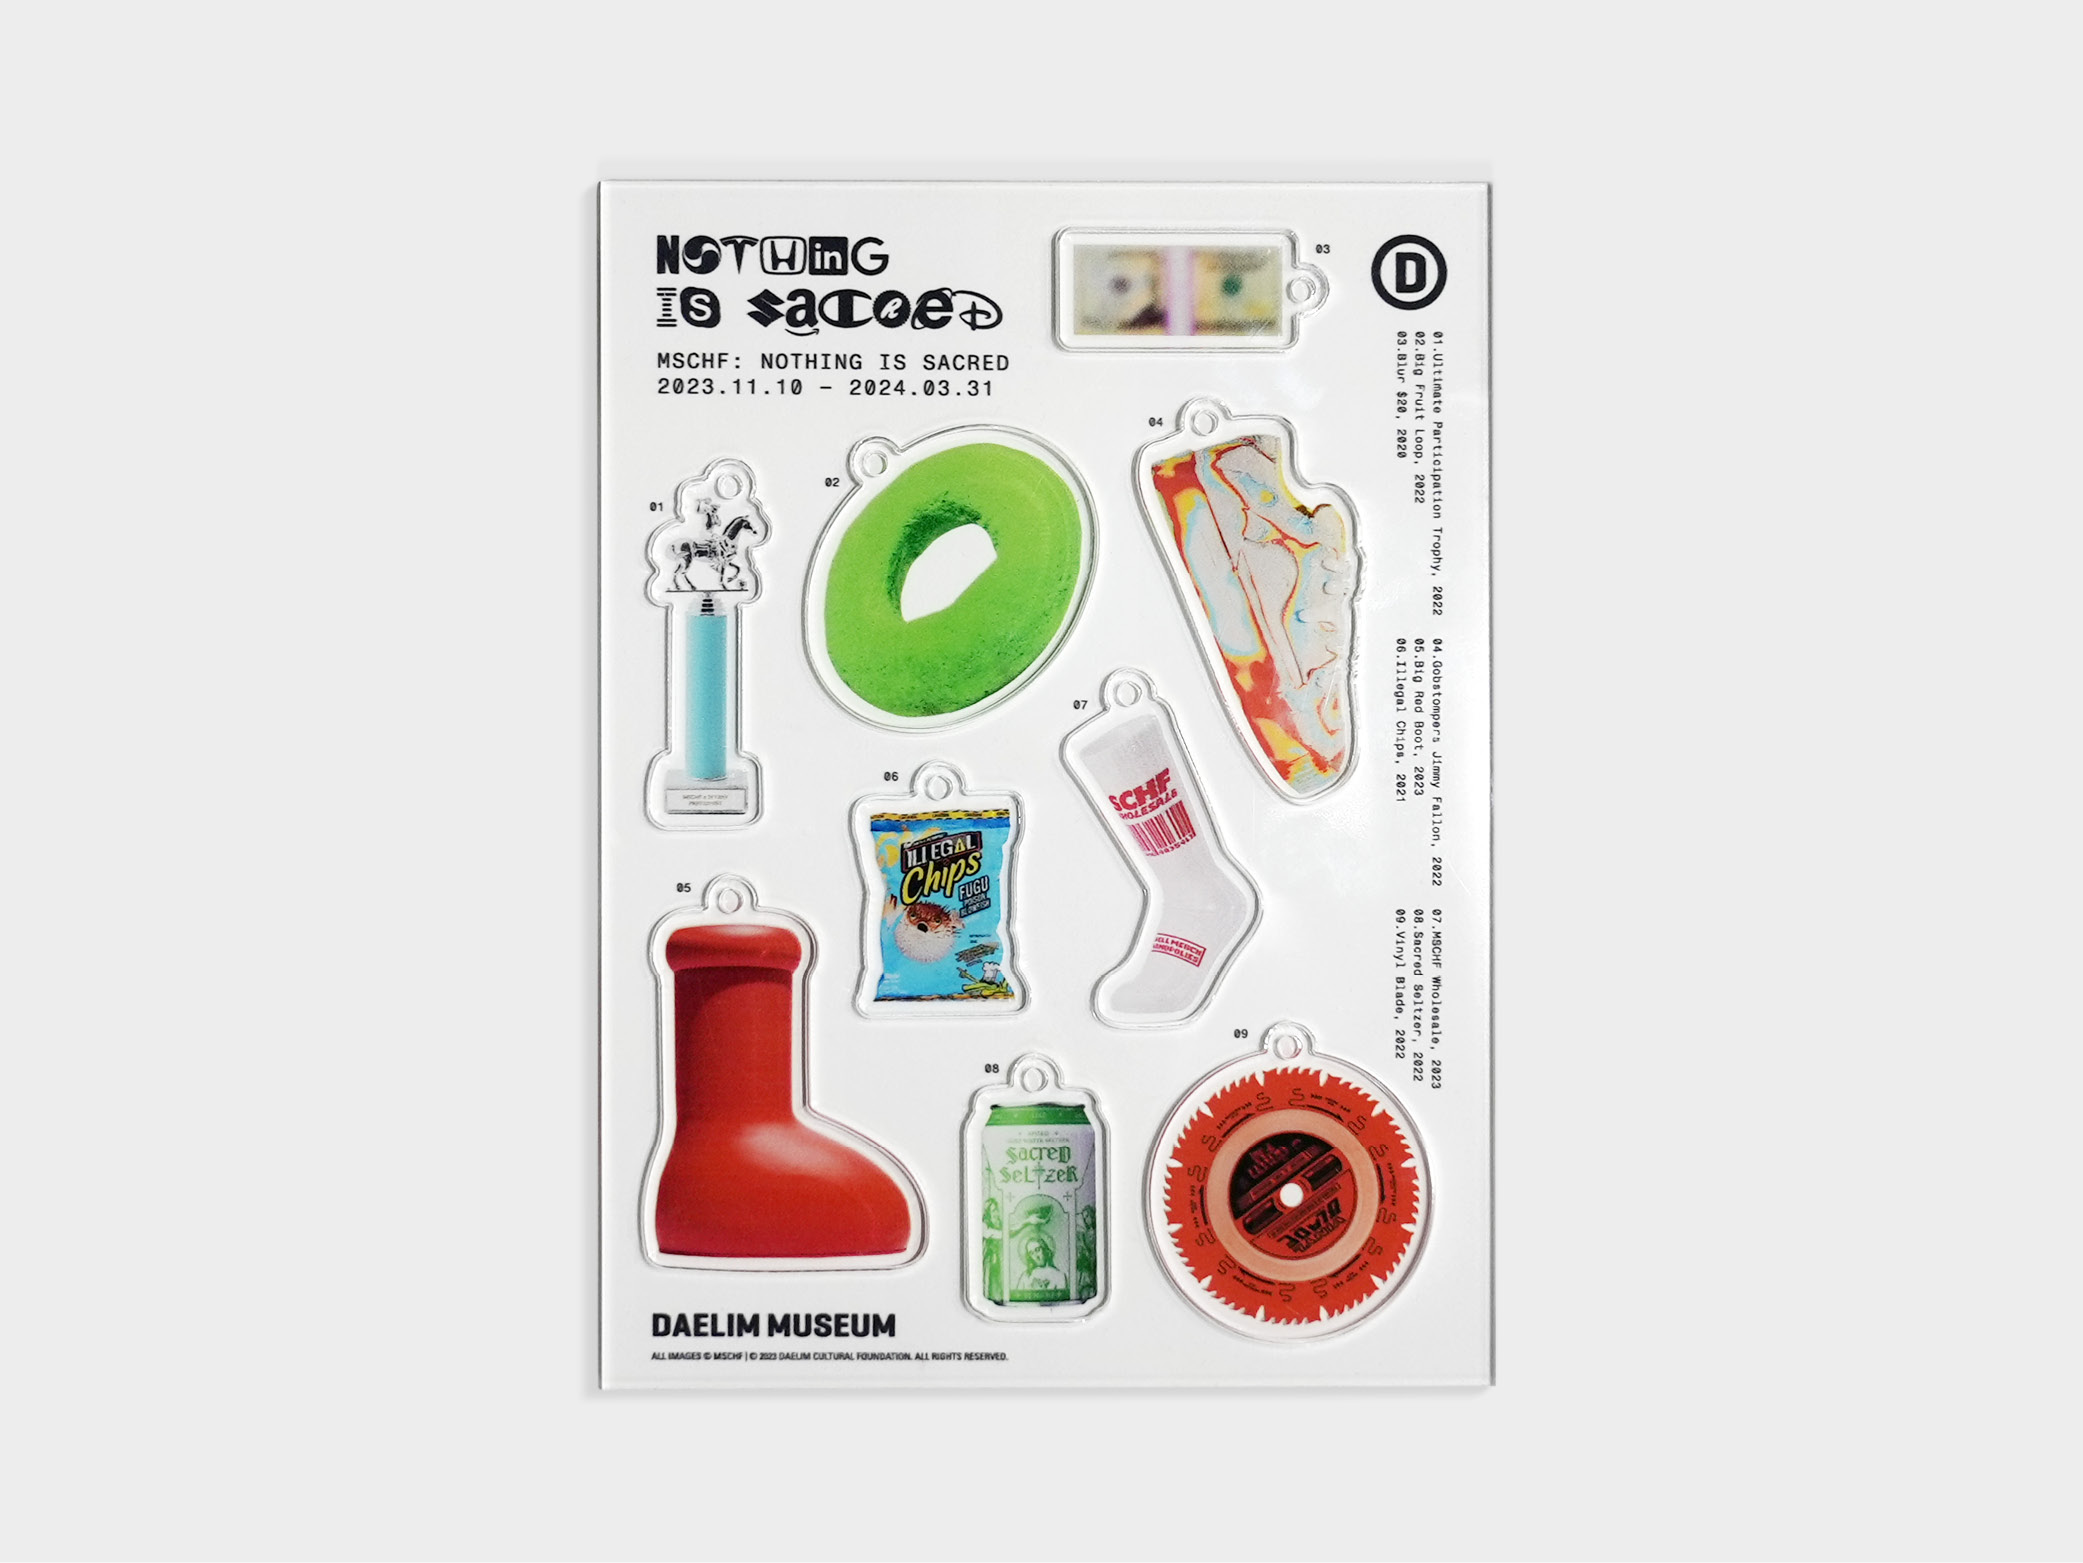 NOTHinG
IS SaCRED
MSCHF: NOTHING IS SACRED
2023.11.10 – 2024.03.31
03
D
01.Ultimate Participation Trophy, 2022
02.Big Fruit Loop, 2022
03.Blur $20, 2020
04.Gobstompers Jimmy Fallon, 2022
05.Big Red Boot, 2023
06.Illegal Chips, 2021
07.MSCHF Wholesale, 2023
08.Sacred Seltzer, 2022
09.Vinyl Blade, 2022
04
02
01
07
SCHF
WHOLESALE
06
ILLEGAL
Chips
FUGU
POISON
BLOWFISH
05
08
SacreD
SeLTzeR
09
BLADE
DAELIM MUSEUM
ALL IMAGES © MSCHF | © 2023 DAELIM CULTURAL FOUNDATION. ALL RIGHTS RESERVED.